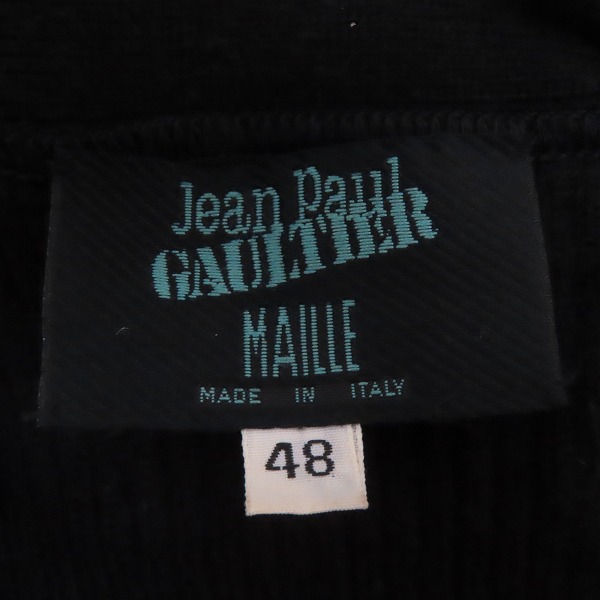 Jean Paul
GAULTIER
MAILLE
MADE IN ITALY
48